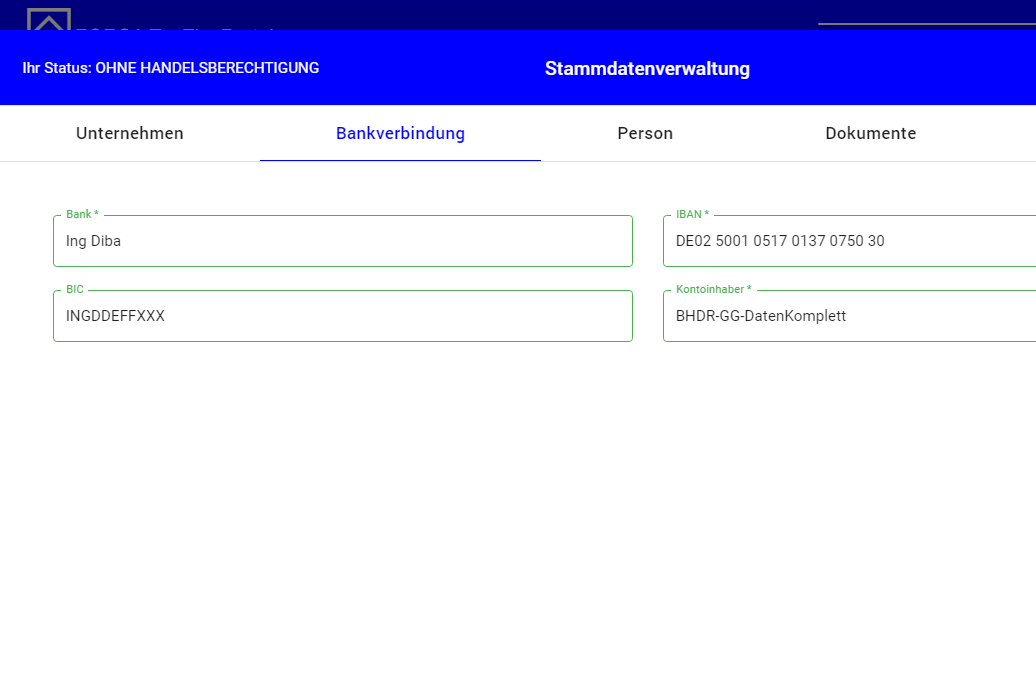 Ihr Status: OHNE HANDELSBERECHTIGUNG
Stammdatenverwaltung
Unternehmen Bankverbindung Person Dokumente
Bank * IBAN *
Ing Diba DE02 5001 0517 0137 0750 30
BIC Kontoinhaber *
INGDDEFFXXX BHDR-GG-DatenKomplett